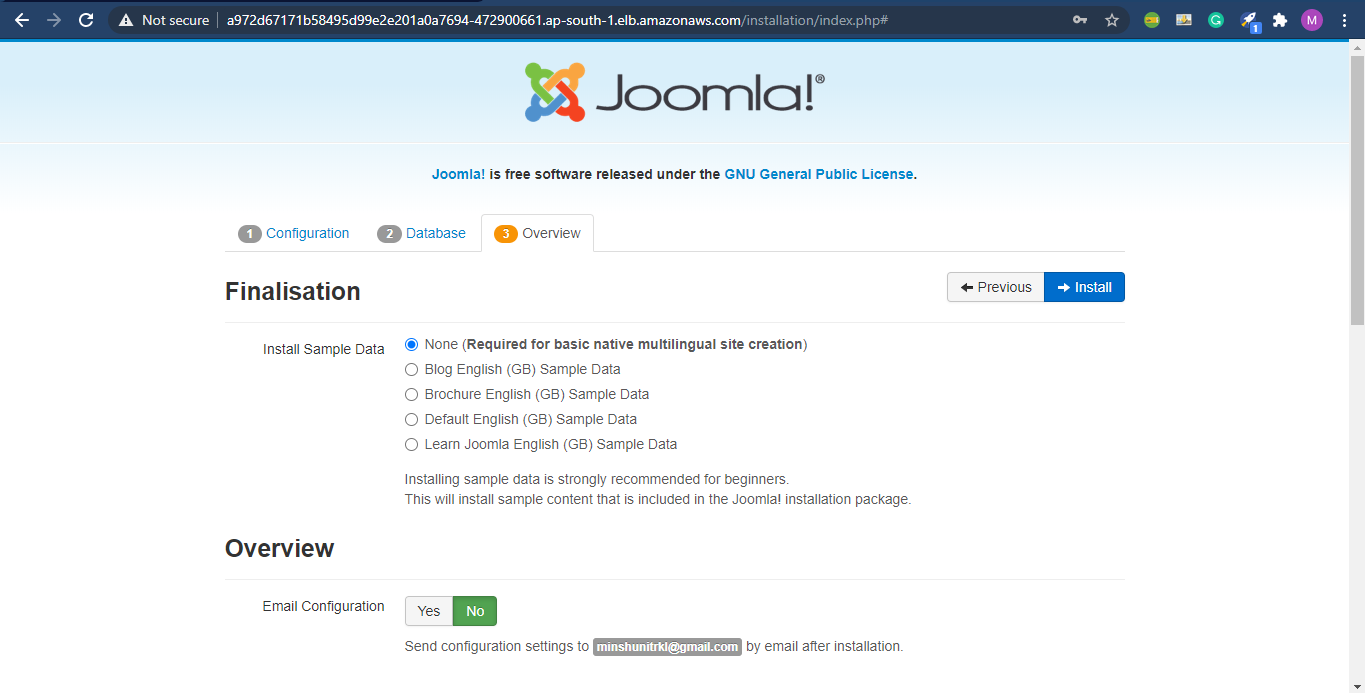 Not secure a972d67171b58495d99e2e201a0a7694-472900661.ap-south-1.elb.amazonaws.com/installation/index.php#
G
1
M
Joomla!®
Joomla! is free software released under the GNU General Public License.
1 Configuration
2 Database
3 Overview
Finalisation
Previous
Install
Install Sample Data
None (Required for basic native multilingual site creation)
Blog English (GB) Sample Data
Brochure English (GB) Sample Data
Default English (GB) Sample Data
Learn Joomla English (GB) Sample Data
Installing sample data is strongly recommended for beginners.
This will install sample content that is included in the Joomla! installation package.
Overview
Email Configuration
Yes No
Send configuration settings to minshunitrkl@gmail.com by email after installation.